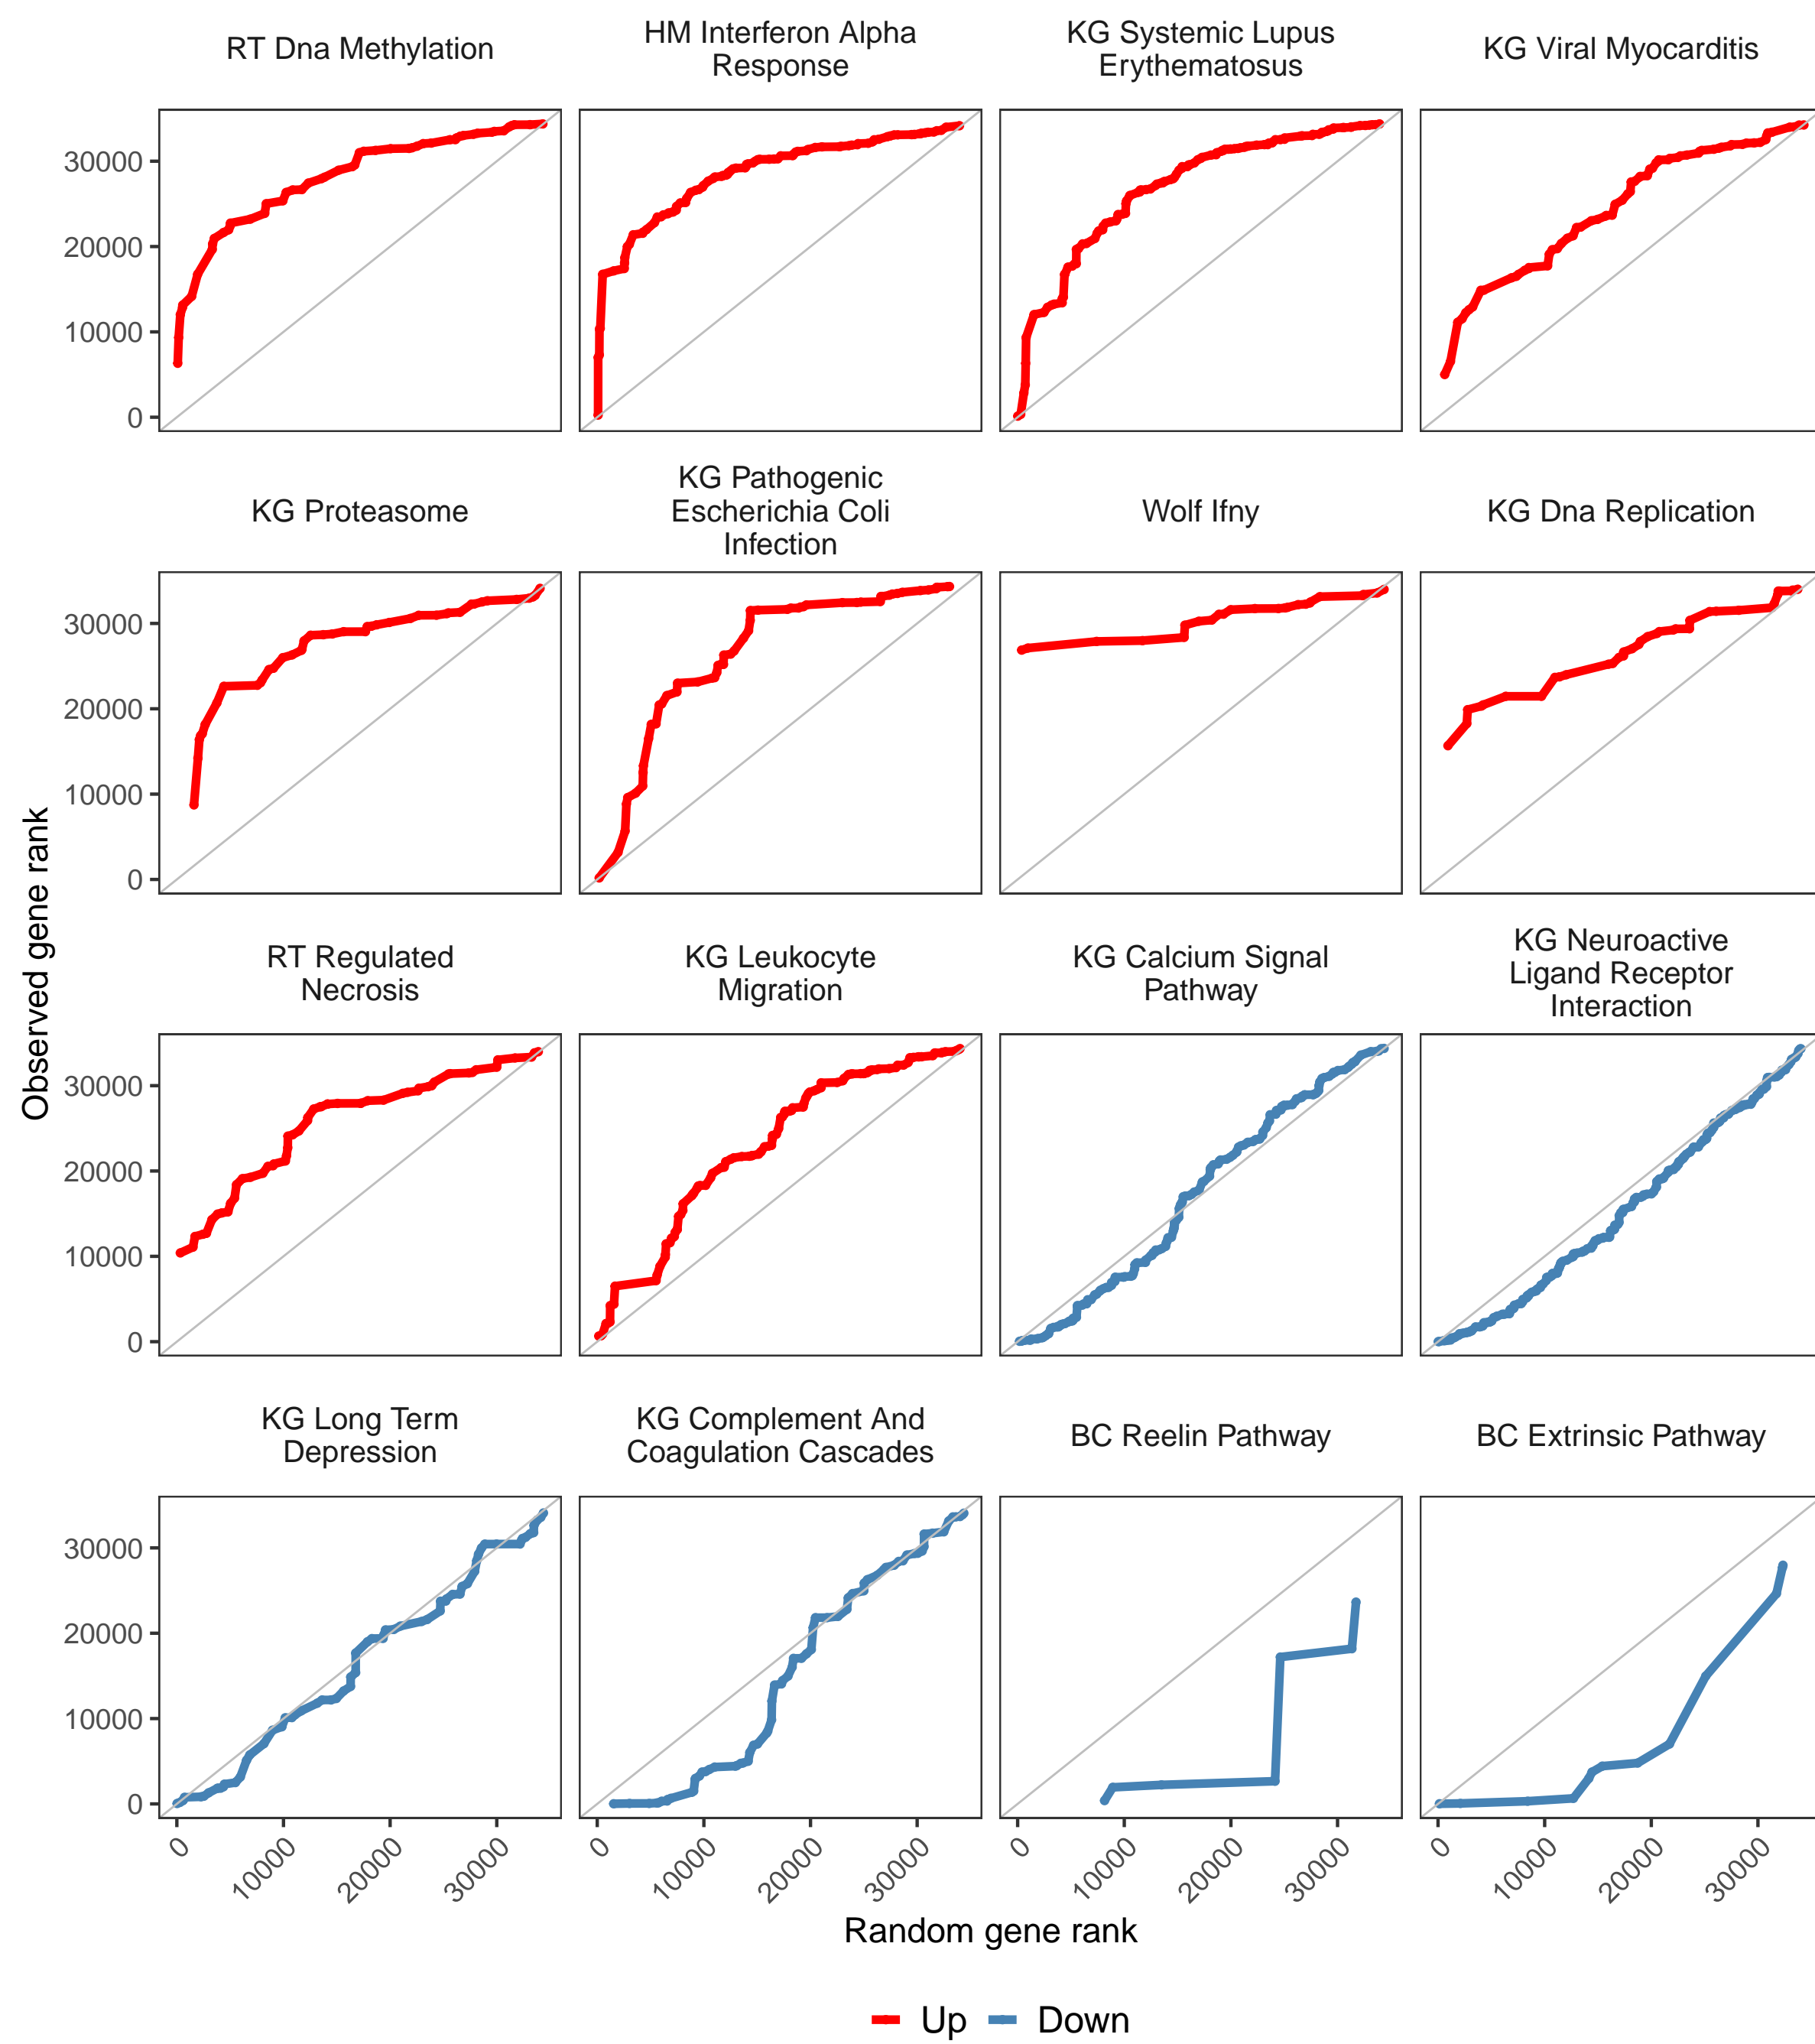 RT Dna Methylation
HM Interferon Alpha
Response
KG Systemic Lupus
Erythematosus
KG Viral Myocarditis
30000
20000
10000
0
KG Proteasome
KG Pathogenic
Escherichia Coli
Infection
Wolf Ifny
KG Dna Replication
30000
20000
10000
0
Observed gene rank
RT Regulated
Necrosis
KG Leukocyte
Migration
KG Calcium Signal
Pathway
KG Neuroactive
Ligand Receptor
Interaction
30000
20000
10000
0
KG Long Term
Depression
KG Complement And
Coagulation Cascades
BC Reelin Pathway
BC Extrinsic Pathway
30000
20000
10000
0
0 10000 20000 30000
0 10000 20000 30000
0 10000 20000 30000
0 10000 20000 30000
Random gene rank
Up Down